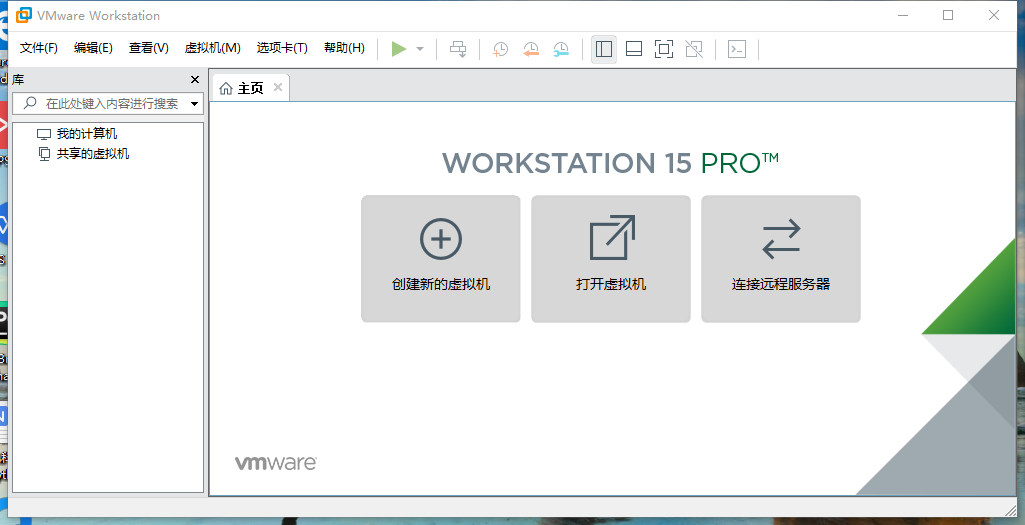 VMware Workstation
文件(F) 编辑(E) 查看(V) 虚拟机(M) 选项卡(T) 帮助(H)
库
在此处键入内容进行搜索
我的计算机
共享的虚拟机
主页
WORKSTATION 15 PRO™
创建新的虚拟机
打开虚拟机
连接远程服务器
vmware